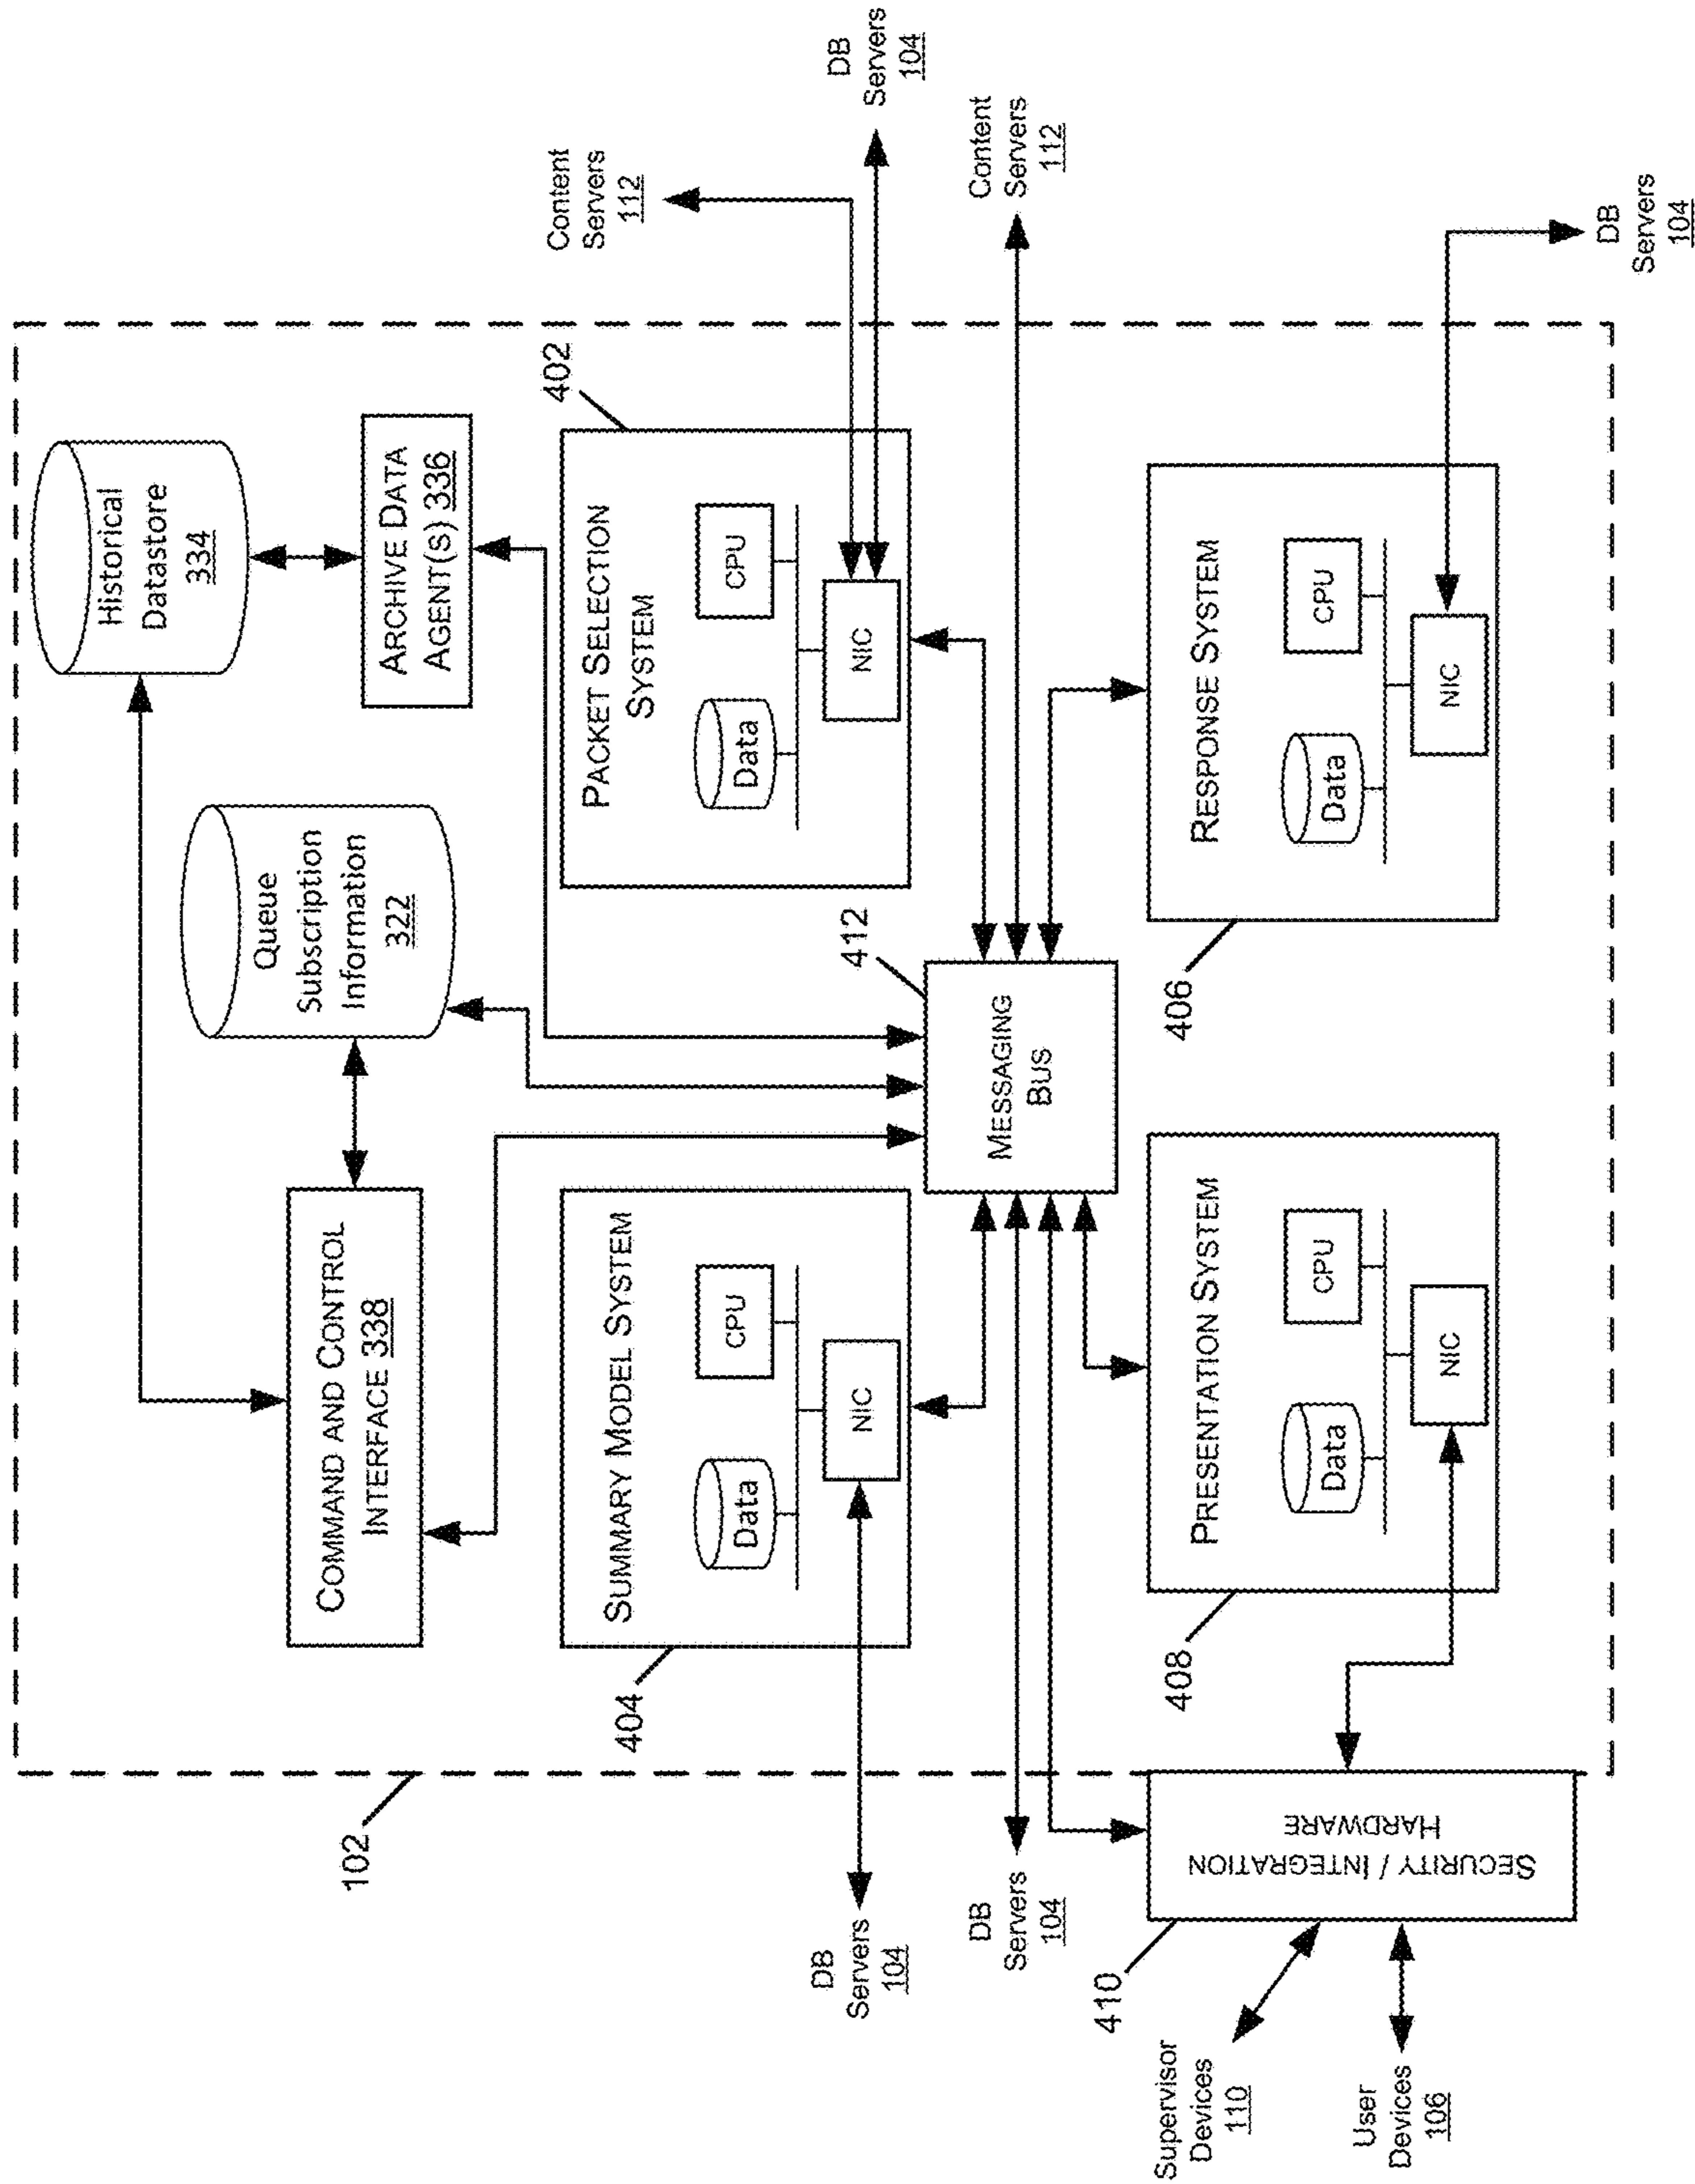 102
COMMAND AND CONTROL
INTERFACE 338
Queue
Subscription
Information
322
Historical
Datastore
334
ARCHIVE DATA
AGENT(S) 336
404
SUMMARY MODEL SYSTEM
Data
CPU
NIC
402
PACKET SELECTION
SYSTEM
Data
CPU
NIC
Content
Servers
112
DB
Servers
104
DB
Servers
104
412
MESSAGING
BUS
DB
Servers
104
Content
Servers
112
410
SECURITY / INTEGRATION
HARDWARE
Supervisor
Devices
110
User
Devices
106
408
PRESENTATION SYSTEM
Data
CPU
NIC
406
RESPONSE SYSTEM
Data
CPU
NIC
DB
Servers
104